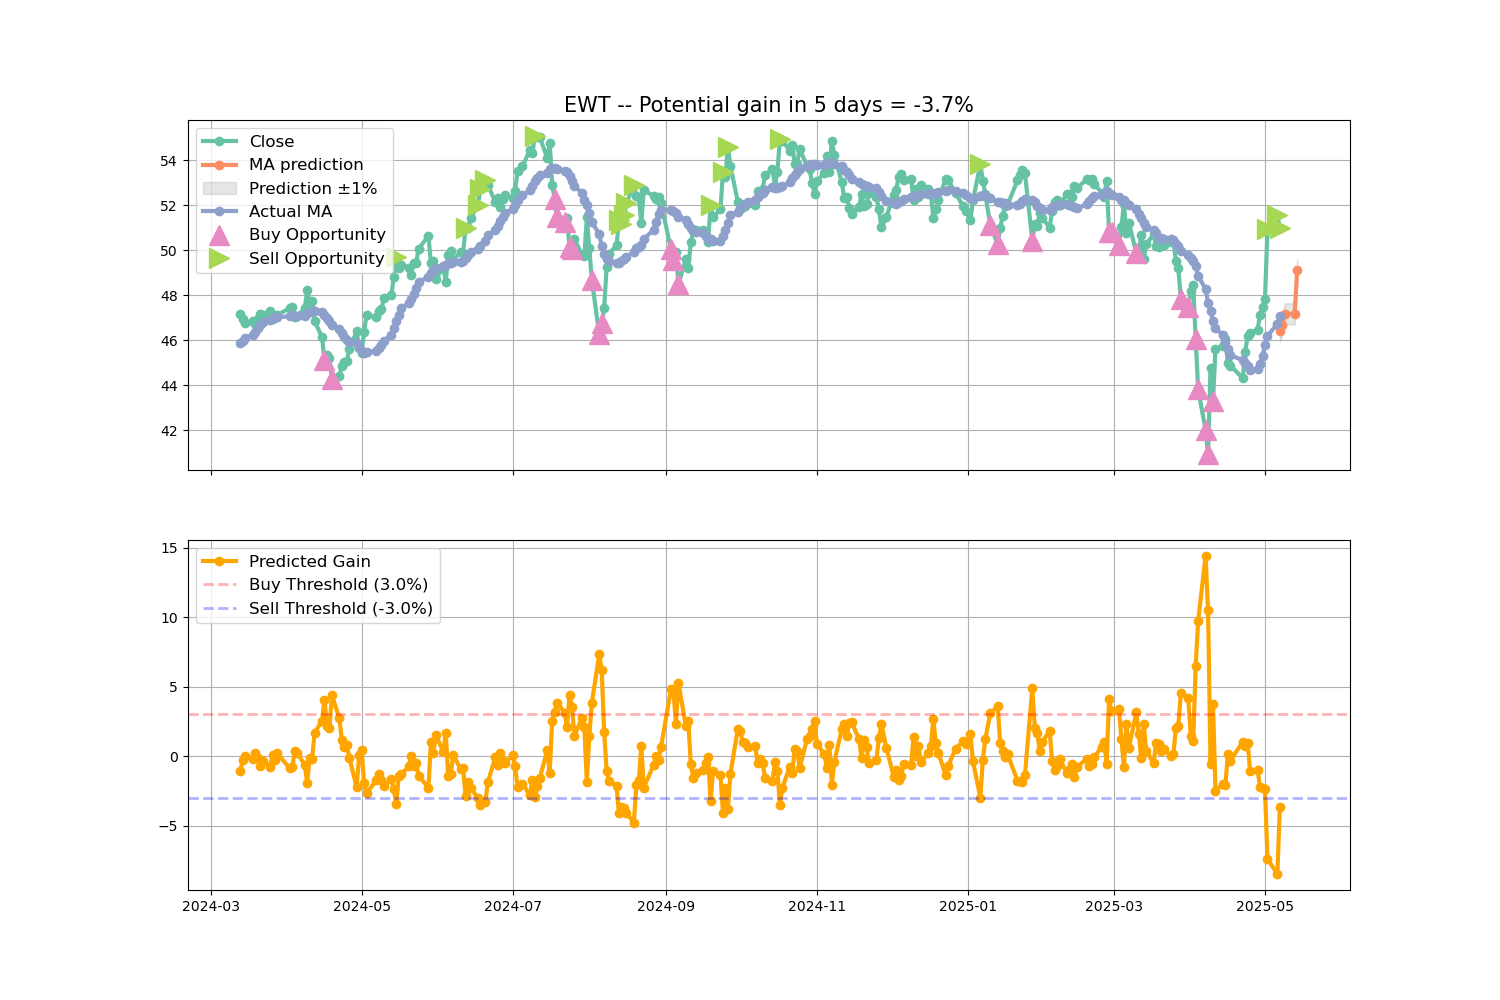 EWT -- Potential gain in 5 days = -3.7%
Close
MA prediction
Prediction ±1%
Actual MA
Buy Opportunity
Sell Opportunity
54
52
50
48
46
44
42
Predicted Gain
Buy Threshold (3.0%)
Sell Threshold (-3.0%)
15
10
5
0
−5
2024-03 2024-05 2024-07 2024-09 2024-11 2025-01 2025-03 2025-05